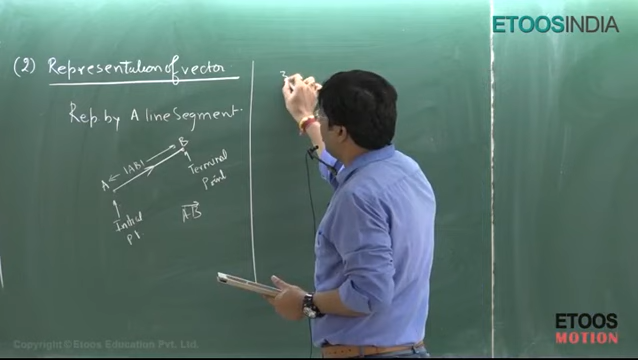 (2) Representation of vector.
Rep. by A line Segment.
A
|AB|
B
Initial
Pt.
Terminal
Point
AB
ETOOSINDIA
ETOOS
MOTION
Copyright © Etoos Education Pvt. Ltd.